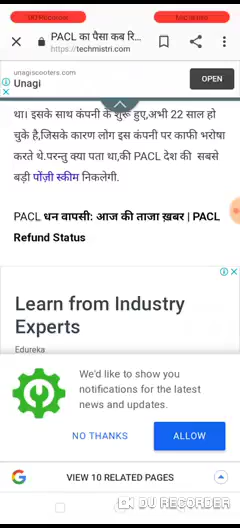 PACL का पैसा कब रि...
https://techmistri.com
unagiscooters.com
Unagi
OPEN
था। इसके साथ कंपनी के शुरू हुए,अभी 22 साल हो
चुके है,जिसके कारण लोग इस कंपनी पर काफी भरोषा
करते थे.परन्तु क्या पता था,की PACL देश की सबसे
बड़ी पोंज़ी स्कीम निकलेगी.
PACL धन वापसी: आज की ताजा ख़बर | PACL
Refund Status
Learn from Industry
Experts
Edureka
We'd like to show you
notifications for the latest
news and updates.
NO THANKS
ALLOW
VIEW 10 RELATED PAGES
DU RECORDER